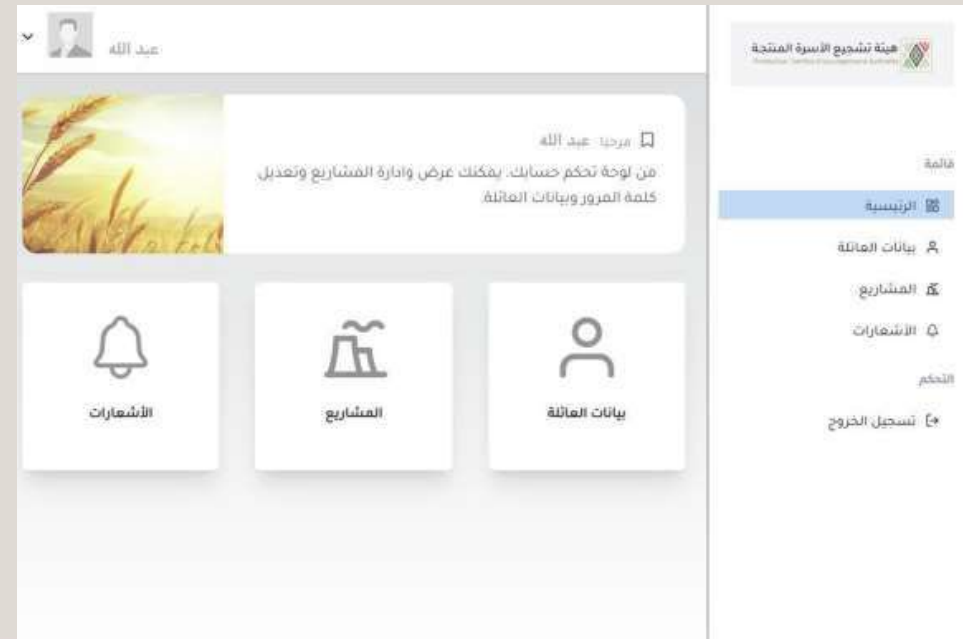 هيئة تشجيع الأسرة المنتجة
عبد الله
قائمة
الرئيسية
بيانات العائلة
المشاريع
الأشعارات
التحكم
تسجيل الخروج
مرحبا عبد الله
من لوحة تحكم حسابك. يمكنك عرض وادارة المشاريع وتعديل
كلمة المرور وبيانات العائلة.
بيانات العائلة
المشاريع
الأشعارات